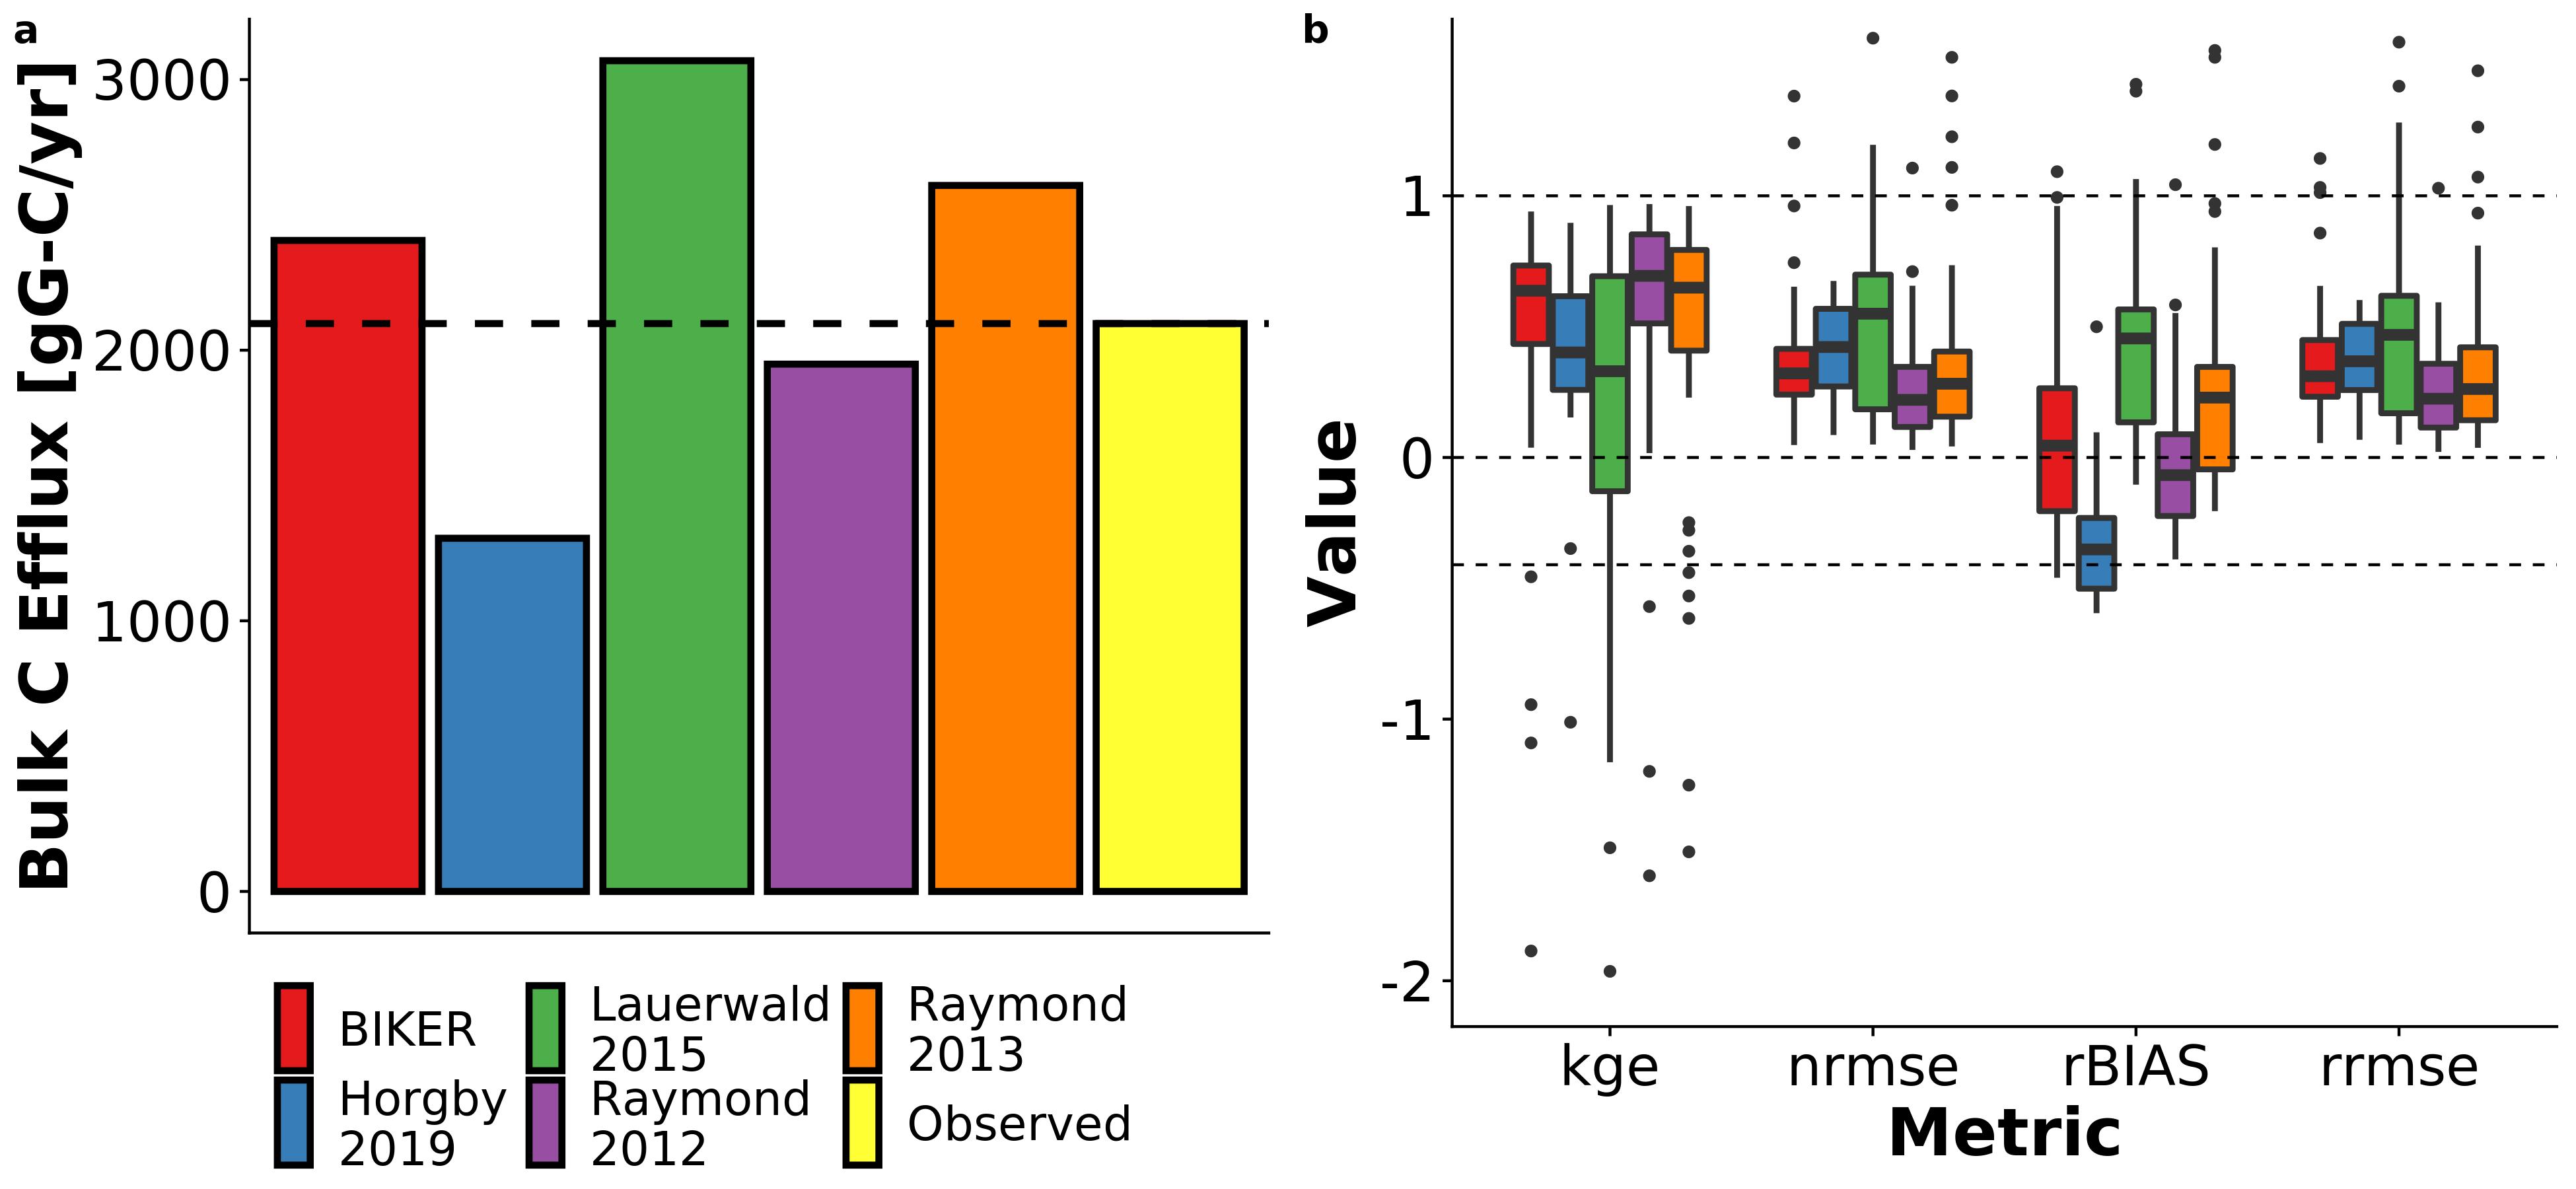 a
Bulk C Efflux [gG-C/yr]
3000
2000
1000
0
BIKER
Horgby
2019
Lauerwald
2015
Raymond
2012
Raymond
2013
Observed
b
Value
1
0
-1
-2
kge
nrmse
rBIAS
rrmse
Metric